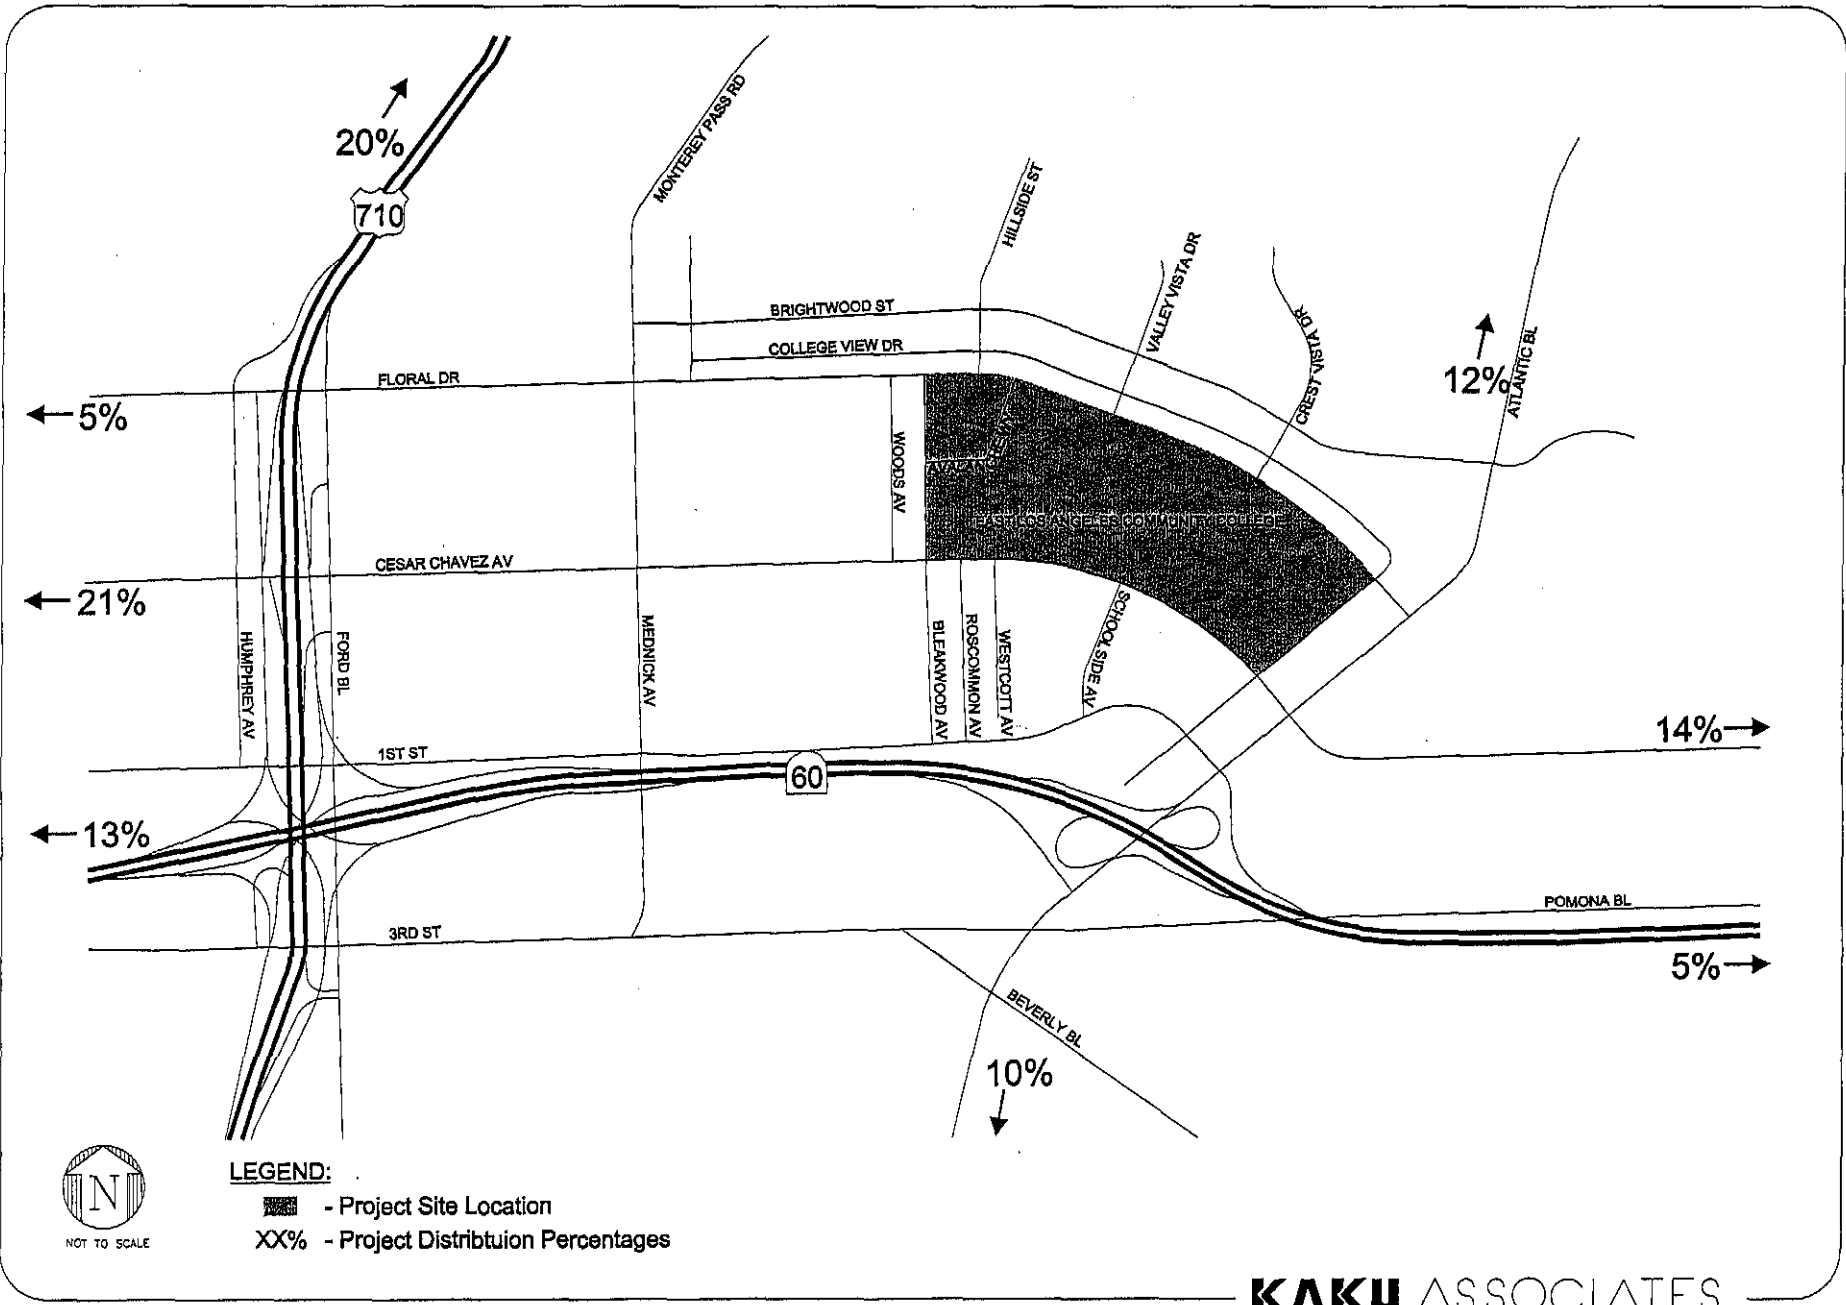 20%
710
MONTEREY PASS RD
HILLSIDE ST
VALLEY VISTA DR
BRIGHTWOOD ST
COLLEGE VIEW DR
CREST VISTA DR
12%
ATLANTIC BL
FLORAL DR
5%
WOODS AV
EAST LOS ANGELES COMMUNITY COLLEGE
CESAR CHAVEZ AV
21%
HUMPHREY AV
FORD BL
MEDNICK AV
BLEAKWOOD AV
ROSCOMMON AV
WESTCOTT AV
SCHOOLSIDE AV
14%
1ST ST
60
13%
POMONA BL
3RD ST
5%
BEVERLY BL
10%
N
NOT TO SCALE
LEGEND:
- Project Site Location
XX% - Project Distribtuion Percentages
KAKU ASSOCIATES